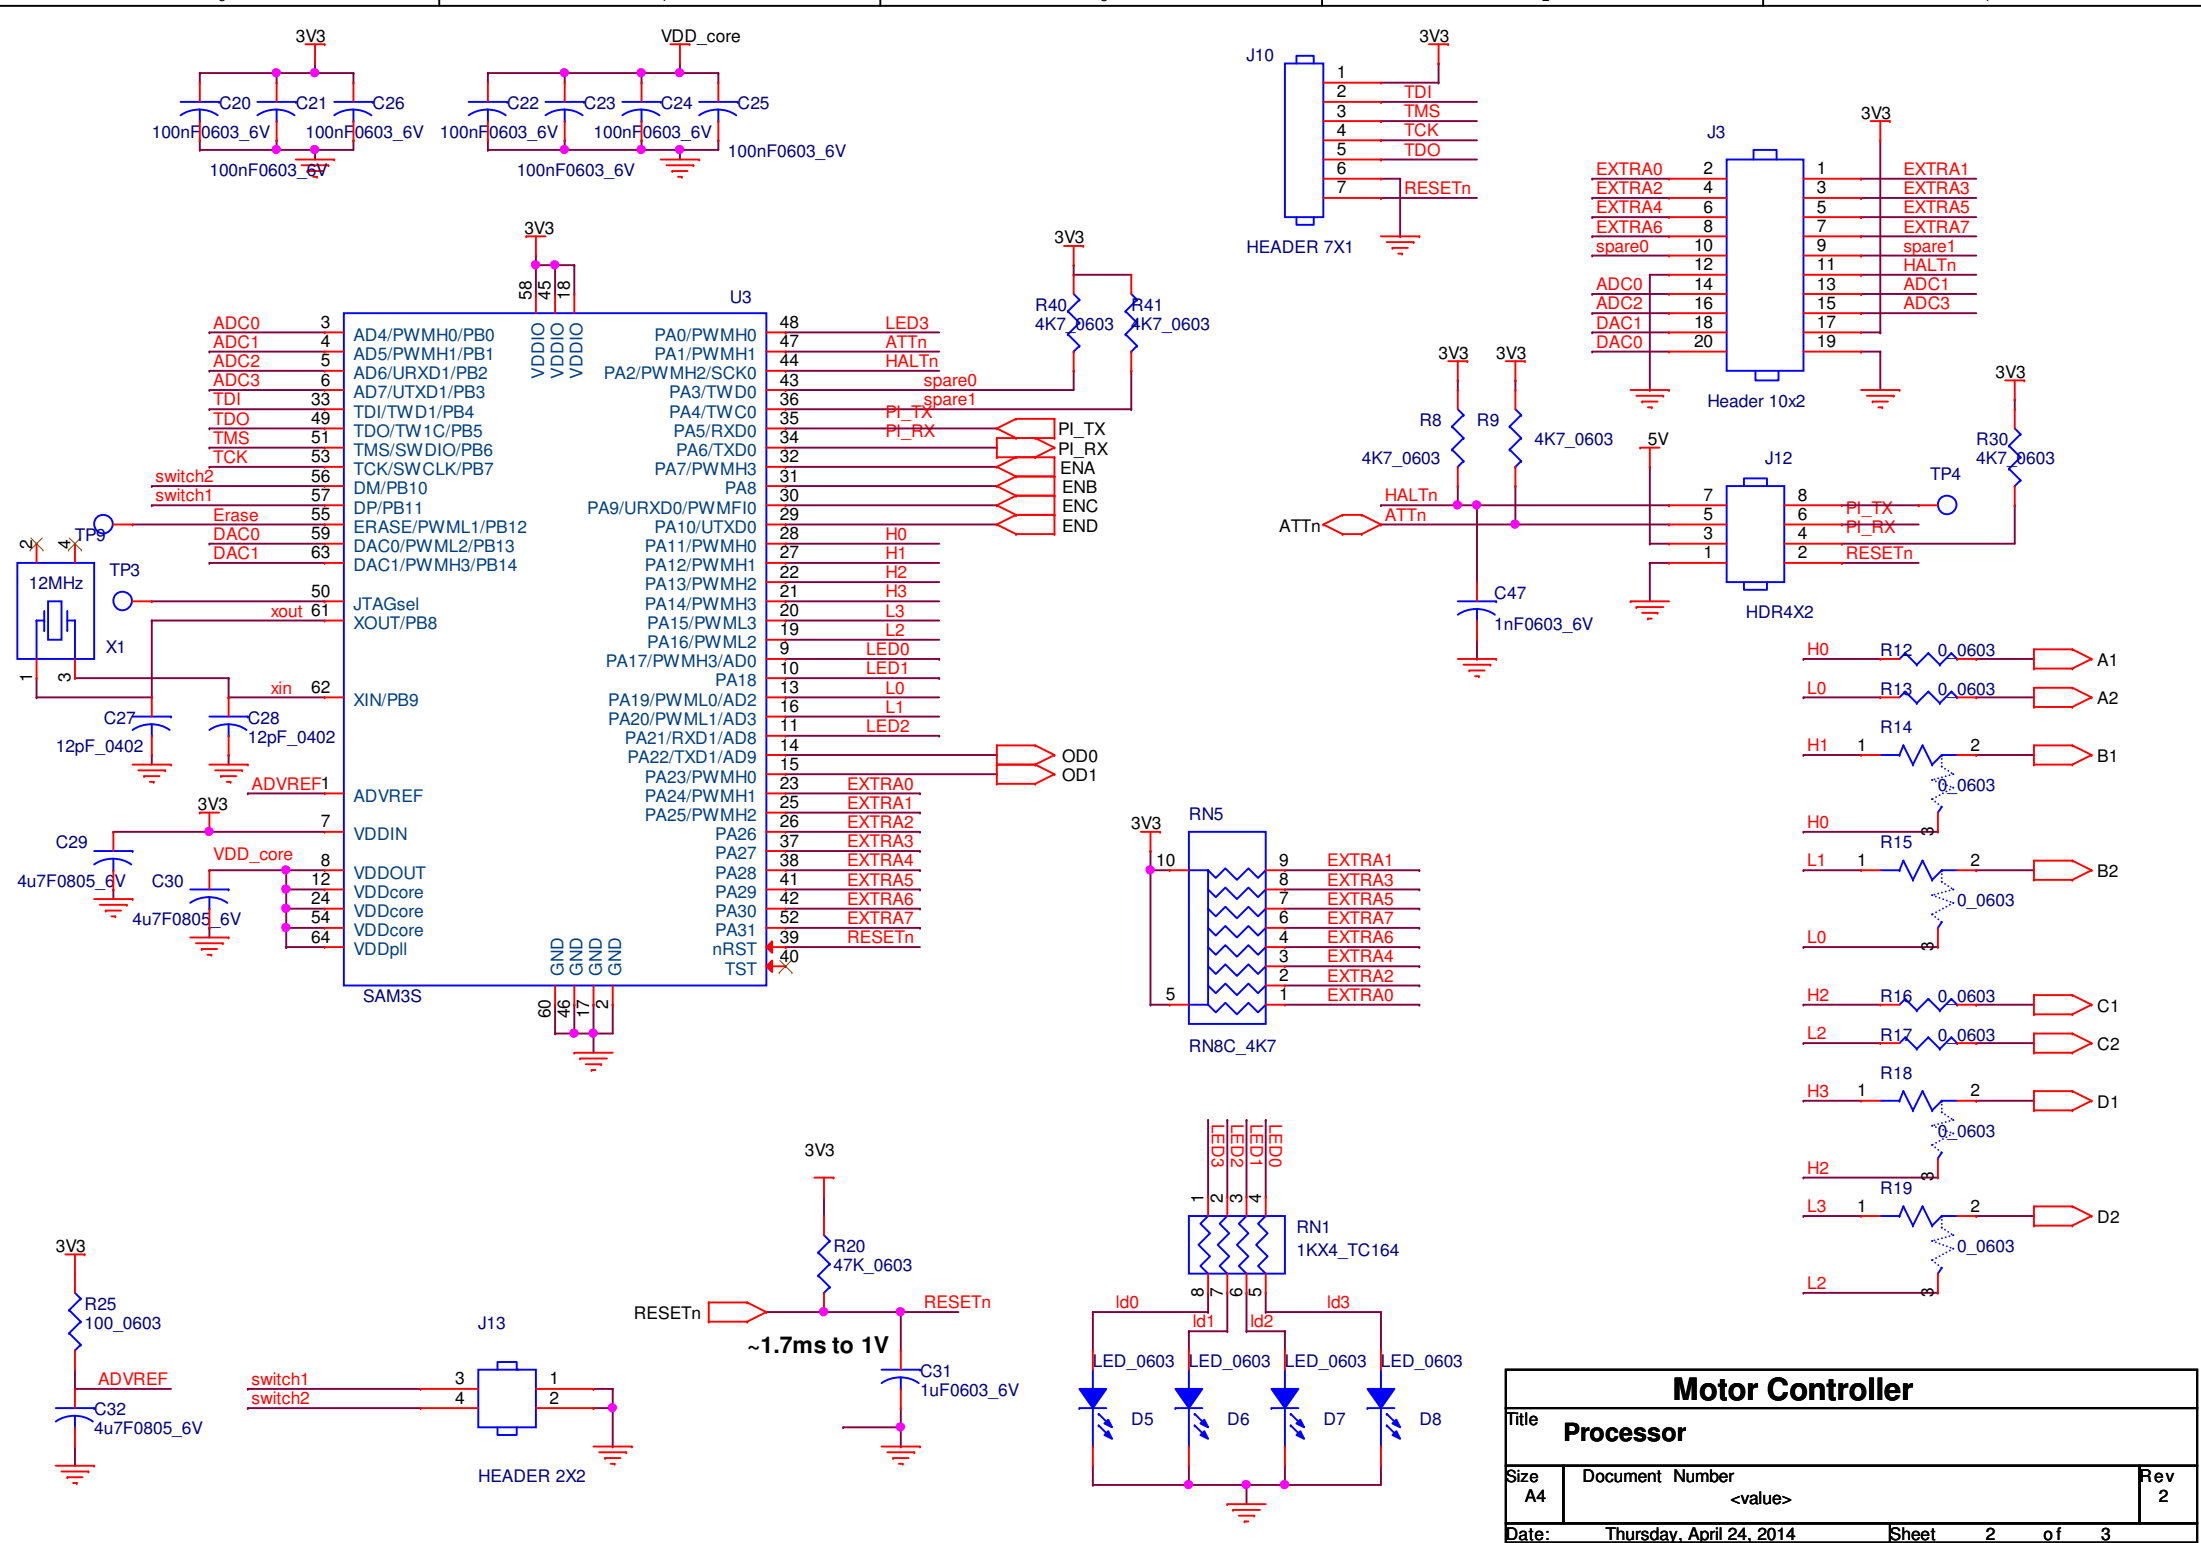 3V3
C20 C21 C26
100nF0603_6V 100nF0603_6V
100nF0603_6V
VDD_core
C22 C23 C24 C25
100nF0603_6V 100nF0603_6V
100nF0603_6V
100nF0603_6V
J10
3V3
1
2 TDI
3 TMS
4 TCK
5 TDO
6
7 RESETn
HEADER 7X1
3V3
J3
EXTRA0 2 1 EXTRA1
EXTRA2 4 3 EXTRA3
EXTRA4 6 5 EXTRA5
EXTRA6 8 7 EXTRA7
spare0 10 9 spare1
12 11 HALTn
ADC0 14 13 ADC1
ADC2 16 15 ADC3
DAC1 18 17
DAC0 20 19
Header 10x2
3V3
58 45 18
VDDIO VDDIO VDDIO
U3
ADC0 3 AD4/PWMH0/PB0
ADC1 4 AD5/PWMH1/PB1
ADC2 5 AD6/URXD1/PB2
ADC3 6 AD7/UTXD1/PB3
TDI 33 TDI/TWD1/PB4
TDO 49 TDO/TW1C/PB5
TMS 51 TMS/SWDIO/PB6
TCK 53 TCK/SWCLK/PB7
switch2 56 DM/PB10
switch1 57 DP/PB11
Erase 55 ERASE/PWML1/PB12
DAC0 59 DAC0/PWML2/PB13
DAC1 63 DAC1/PWMH3/PB14
TP9
TP3
50 JTAGsel
xout 61 XOUT/PB8
xin 62 XIN/PB9
2 4
12MHz
X1
1 3
C27
12pF_0402
C28
12pF_0402
ADVREF 1 ADVREF
3V3
7 VDDIN
C29
4u7F0805_6V
VDD_core
8 VDDOUT
12 VDDcore
24 VDDcore
54 VDDcore
64 VDDpll
C30
4u7F0805_6V
SAM3S
GND GND GND GND
60 46 17 2
PA0/PWMH0 48 LED3
PA1/PWMH1 47 ATTn
PA2/PWMH2/SCK0 44 HALTn
PA3/TWD0 43 spare0
PA4/TWC0 36 spare1
PA5/RXD0 35 PI_TX PI_TX
PA6/TXD0 34 PI_RX PI_RX
PA7/PWMH3 32 ENA
PA8 31 ENB
PA9/URXD0/PWMFI0 30 ENC
PA10/UTXD0 29 END
PA11/PWMH0 28 H0
PA12/PWMH1 27 H1
PA13/PWMH2 22 H2
PA14/PWMH3 21 H3
PA15/PWML3 20 L3
PA16/PWML2 19 L2
PA17/PWMH3/AD0 9 LED0
PA18 10 LED1
PA19/PWML0/AD2 13 L0
PA20/PWML1/AD3 16 L1
PA21/RXD1/AD8 11 LED2
PA22/TXD1/AD9 14 OD0
PA23/PWMH0 15 OD1
PA24/PWMH1 23 EXTRA0
PA25/PWMH2 25 EXTRA1
PA26 26 EXTRA2
PA27 37 EXTRA3
PA28 38 EXTRA4
PA29 41 EXTRA5
PA30 42 EXTRA6
PA31 52 EXTRA7
nRST 39 RESETn
TST 40
3V3
R40
4K7_0603
R41
4K7_0603
3V3 3V3
R8
4K7_0603
R9
4K7_0603
HALTn
ATTn ATTn
C47
1nF0603_6V
5V
J12
7 8
5 6 PI_TX
3 4 PI_RX
1 2 RESETn
HDR4X2
TP4
3V3
R30
4K7_0603
H0 R12 0_0603 A1
L0 R13 0_0603 A2
R14
H1 1 2 B1
0_0603
H0 3
R15
L1 1 2 B2
0_0603
L0 3
H2 R16 0_0603 C1
L2 R17 0_0603 C2
R18
H3 1 2 D1
0_0603
H2 3
R19
L3 1 2 D2
0_0603
L2 3
3V3
RN5
10 9 EXTRA1
8 EXTRA3
7 EXTRA5
6 EXTRA7
4 EXTRA6
3 EXTRA4
2 EXTRA2
5 1 EXTRA0
RN8C_4K7
LED3 LED2 LED1 LED0
1 2 3 4
RN1
1KX4_TC164
8 7 6 5
ld0 ld3
ld1 ld2
LED_0603 LED_0603 LED_0603 LED_0603
D5 D6 D7 D8
3V3
R20
47K_0603
RESETn RESETn
~1.7ms to 1V
C31
1uF0603_6V
3V3
R25
100_0603
ADVREF
C32
4u7F0805_6V
J13
switch1 3 1
switch2 4 2
HEADER 2X2
Motor Controller
Title
Processor
Size Document Number Rev
A4 <value> 2
Date: Thursday, April 24, 2014 Sheet 2 of 3